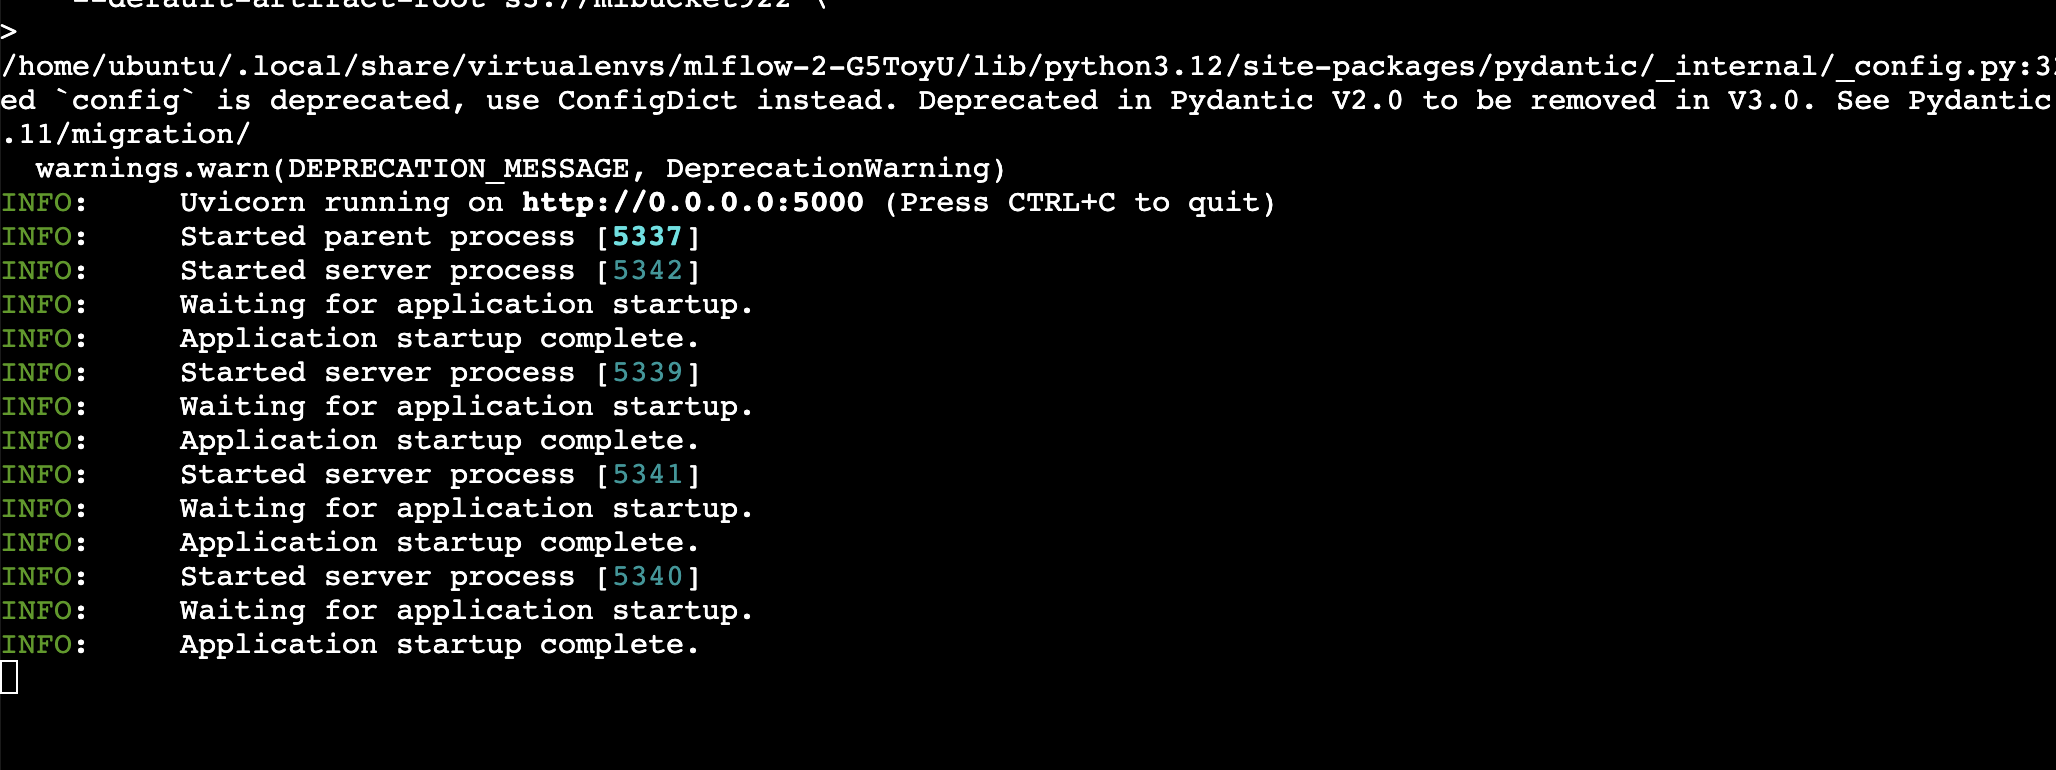 --default-artifact-root s3://mlbucket922 \
>
/home/ubuntu/.local/share/virtualenvs/mlflow-2-G5ToyU/lib/python3.12/site-packages/pydantic/_internal/_config.py:32
ed `config` is deprecated, use ConfigDict instead. Deprecated in Pydantic V2.0 to be removed in V3.0. See Pydantic
.11/migration/
  warnings.warn(DEPRECATION_MESSAGE, DeprecationWarning)
INFO:     Uvicorn running on http://0.0.0.0:5000 (Press CTRL+C to quit)
INFO:     Started parent process [5337]
INFO:     Started server process [5342]
INFO:     Waiting for application startup.
INFO:     Application startup complete.
INFO:     Started server process [5339]
INFO:     Waiting for application startup.
INFO:     Application startup complete.
INFO:     Started server process [5341]
INFO:     Waiting for application startup.
INFO:     Application startup complete.
INFO:     Started server process [5340]
INFO:     Waiting for application startup.
INFO:     Application startup complete.